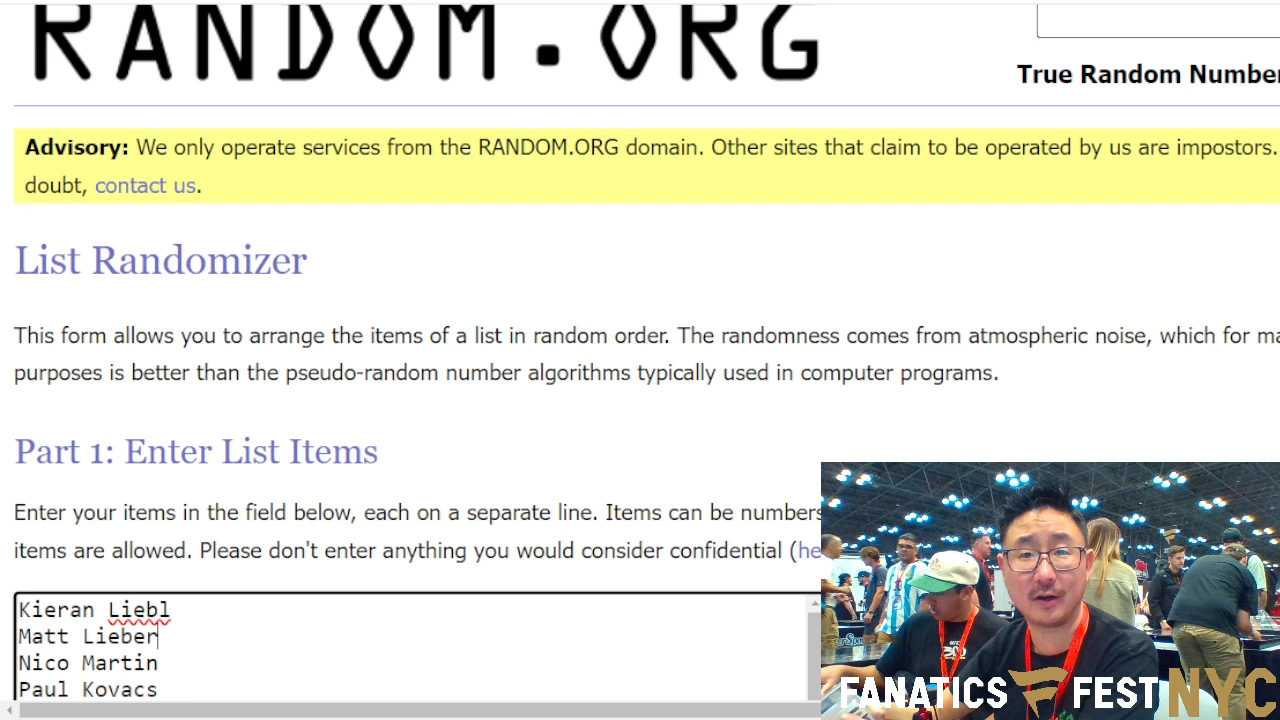 RANDOM.ORG
True Random Number
Advisory: We only operate services from the RANDOM.ORG domain. Other sites that claim to be operated by us are impostors.
doubt, contact us.
List Randomizer
This form allows you to arrange the items of a list in random order. The randomness comes from atmospheric noise, which for ma
purposes is better than the pseudo-random number algorithms typically used in computer programs.
Part 1: Enter List Items
Enter your items in the field below, each on a separate line. Items can be numbers
items are allowed. Please don't enter anything you would consider confidential (he
Kieran Liebl
Matt Lieber
Nico Martin
Paul Kovacs
FANATICS FEST NYC